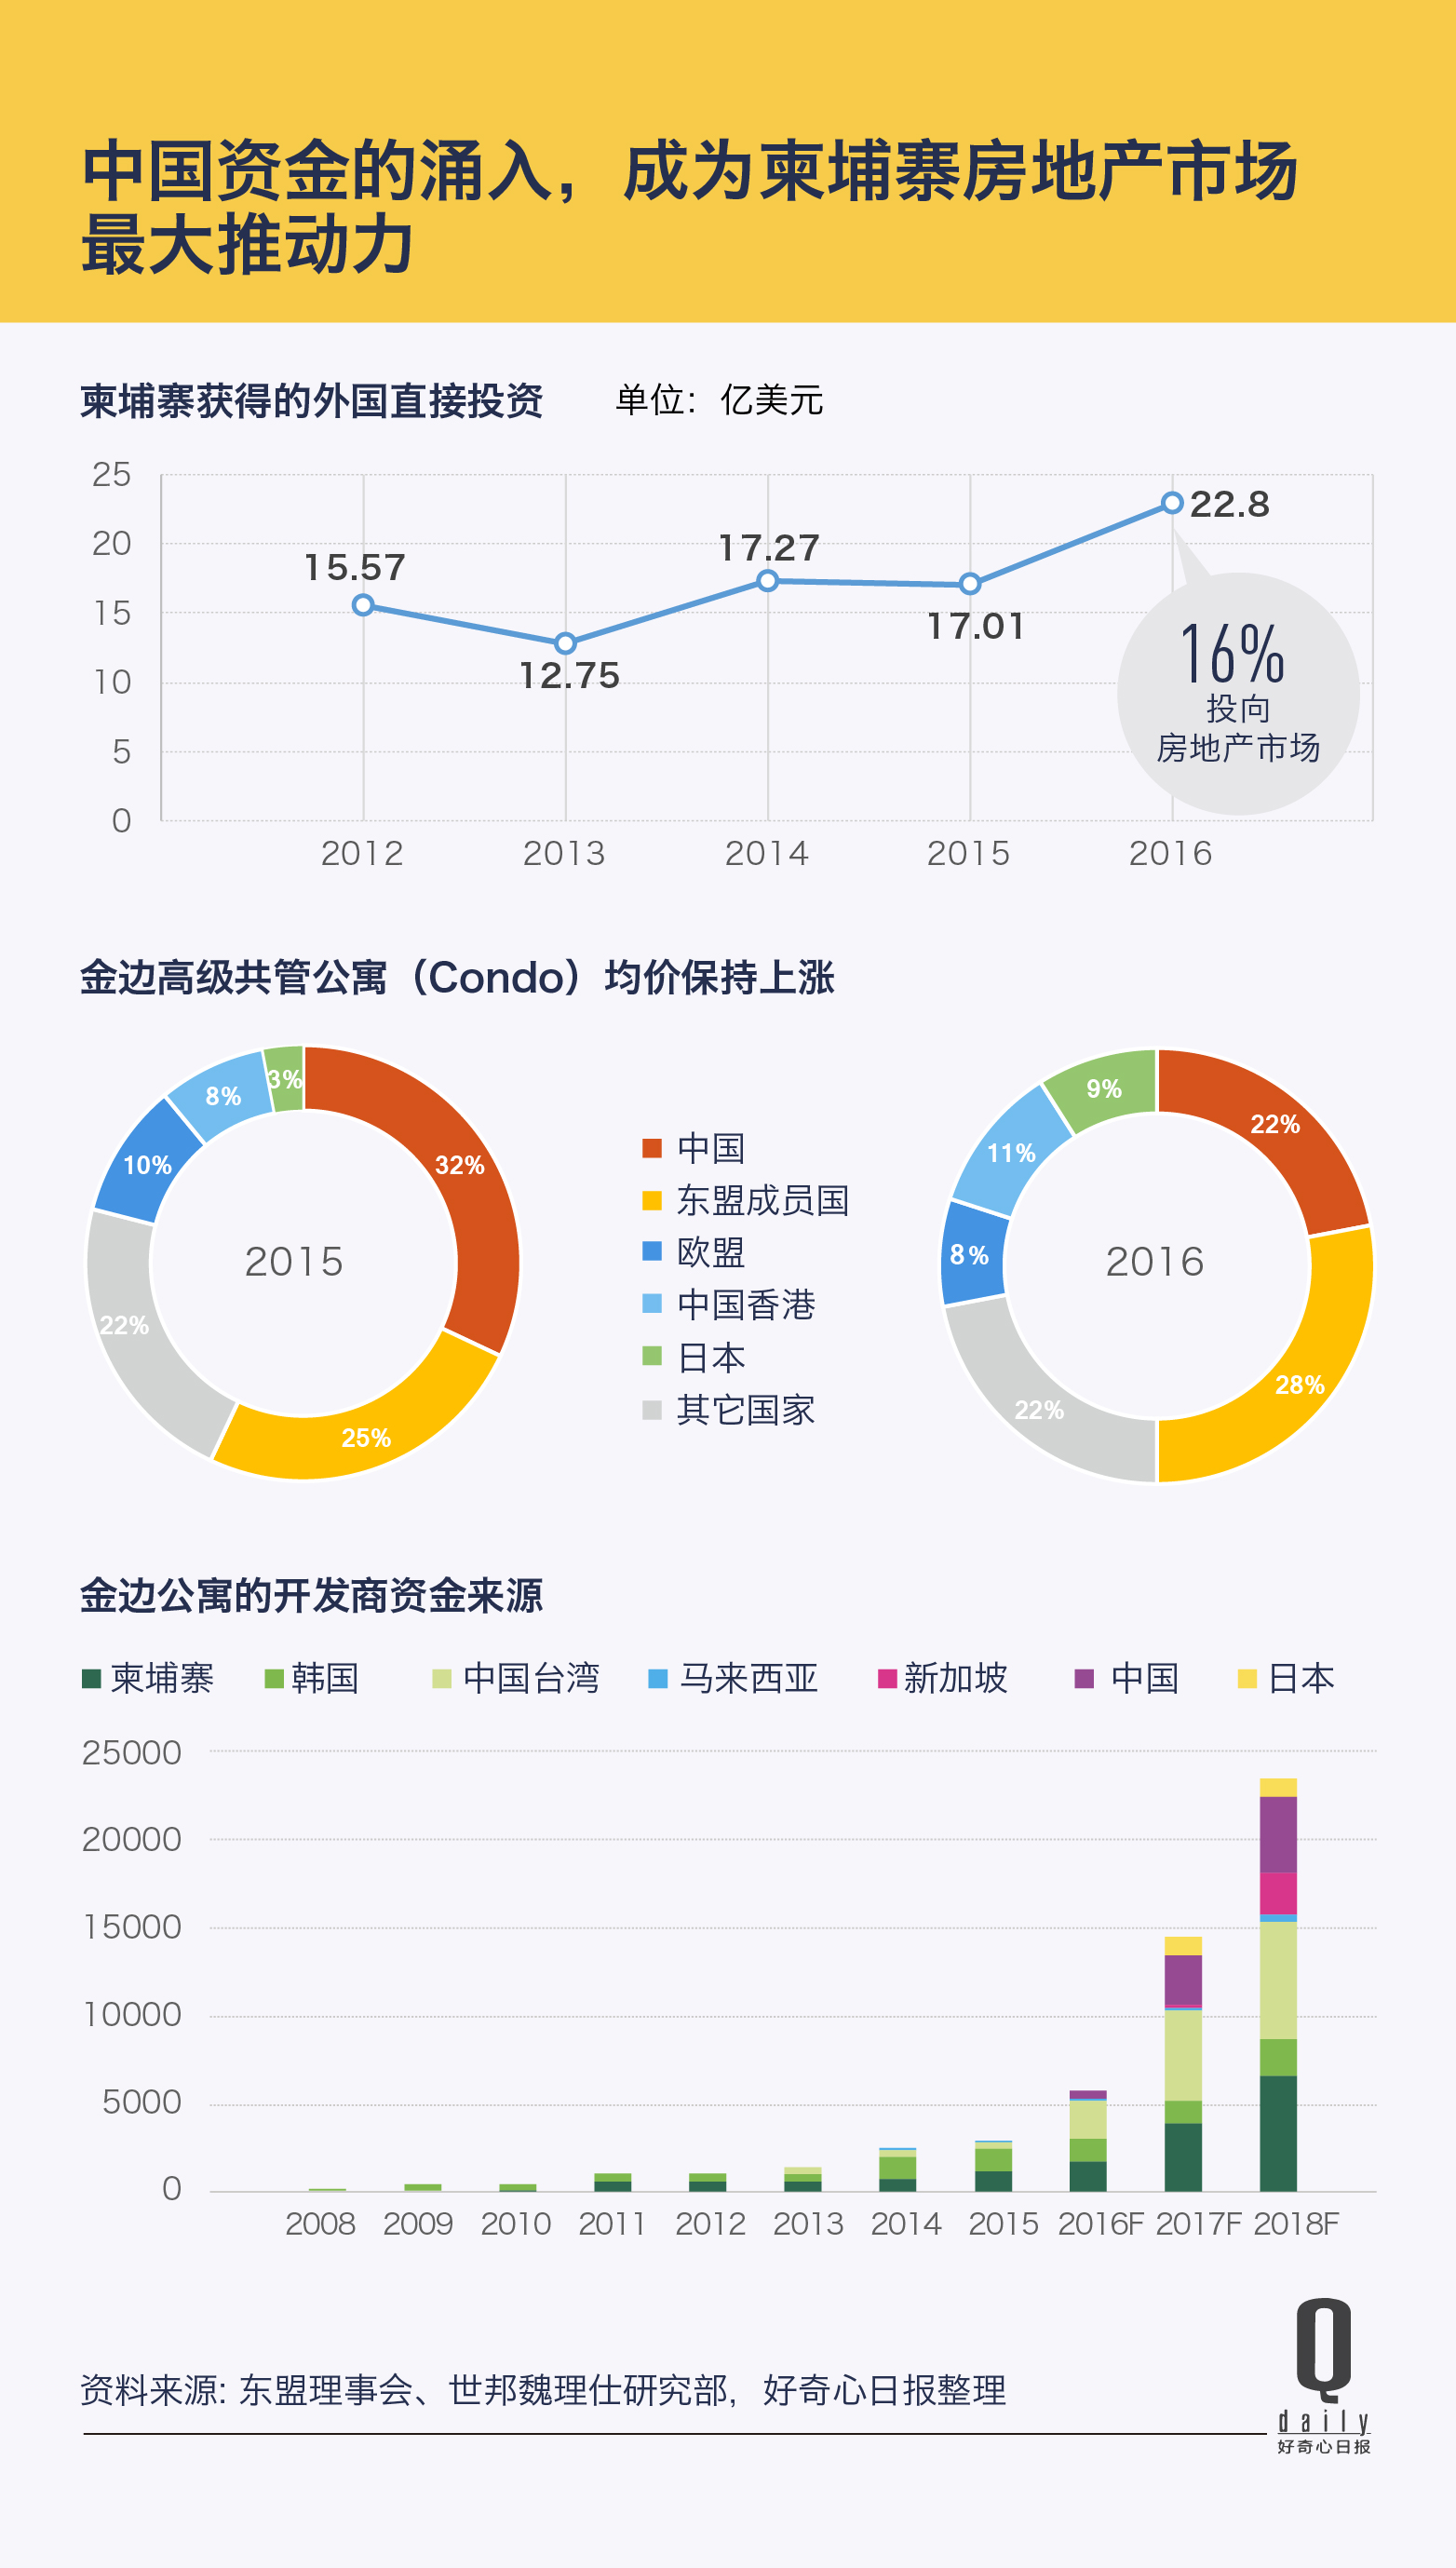 中国资金的涌入，成为柬埔寨房地产市场
最大推动力
柬埔寨获得的外国直接投资 单位：亿美元
25
20
15
10
5
0
15.57
12.75
17.27
17.01
22.8
16%
投向
房地产市场
2012 2013 2014 2015 2016
金边高级共管公寓（Condo）均价保持上涨
2015
32%
25%
22%
10%
8%
3%
中国
东盟成员国
欧盟
中国香港
日本
其它国家
2016
22%
28%
22%
8%
11%
9%
金边公寓的开发商资金来源
柬埔寨 韩国 中国台湾 马来西亚 新加坡 中国 日本
25000
20000
15000
10000
5000
0
2008 2009 2010 2011 2012 2013 2014 2015 2016F 2017F 2018F
资料来源: 东盟理事会、世邦魏理仕研究部，好奇心日报整理
Q
daily
好奇心日报